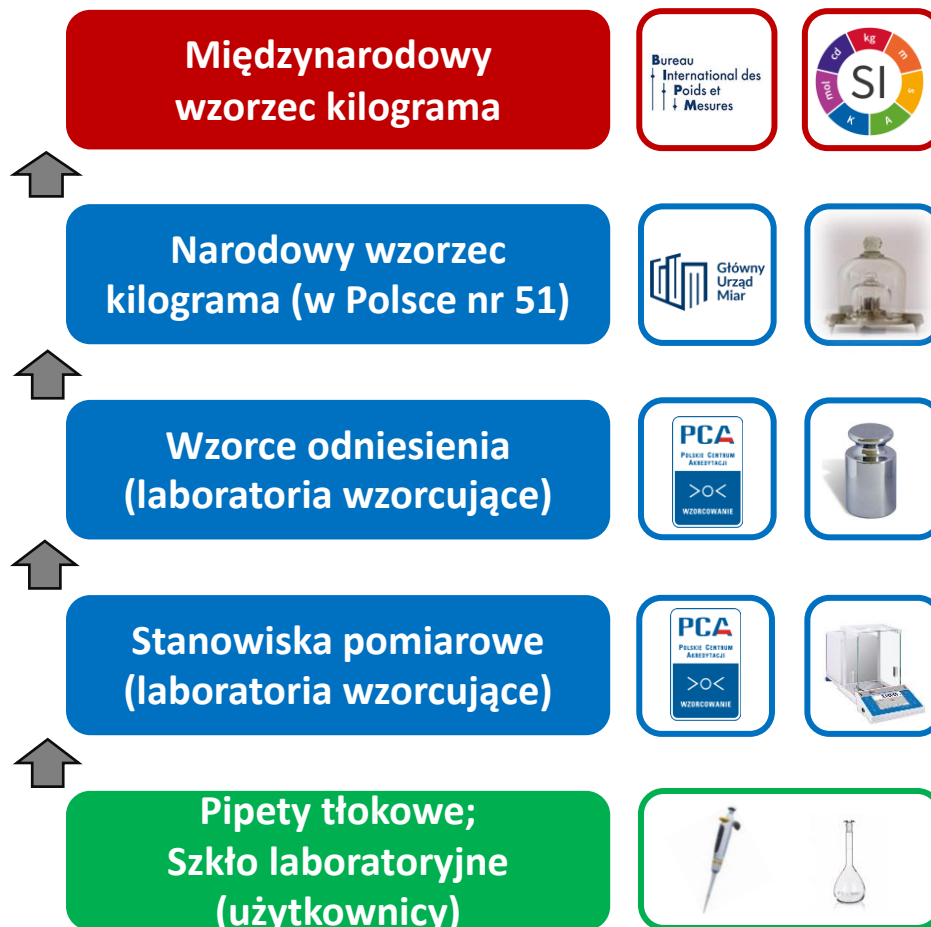 Międzynarodowy
wzorzec kilograma
Bureau
International des
Poids et
Mesures
kg
m
s
A
K
mol
cd
SI
Narodowy wzorzec
kilograma (w Polsce nr 51)
Główny
Urząd
Miar
Wzorce odniesienia
(laboratoria wzorcujące)
PCA
POLSKIE CENTRUM
AKREDYTACJI
>O<
WZORCOWANIE
Stanowiska pomiarowe
(laboratoria wzorcujące)
PCA
POLSKIE CENTRUM
AKREDYTACJI
>O<
WZORCOWANIE
Pipety tłokowe;
Szkło laboratoryjne
(użytkownicy)